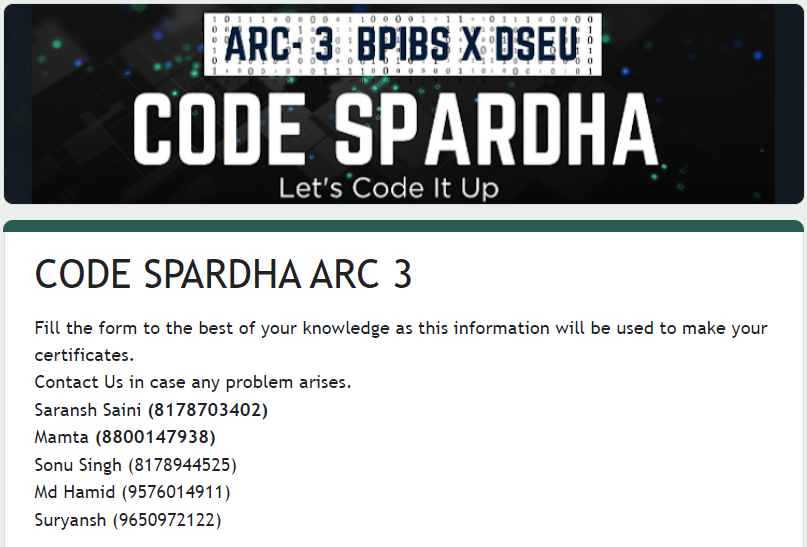 ARC- 3 BPIBS X DSEU
CODE SPARDHA
Let's Code It Up
CODE SPARDHA ARC 3
Fill the form to the best of your knowledge as this information will be used to make your
certificates.
Contact Us in case any problem arises.
Saransh Saini (8178703402)
Mamta (8800147938)
Sonu Singh (8178944525)
Md Hamid (9576014911)
Suryansh (9650972122)